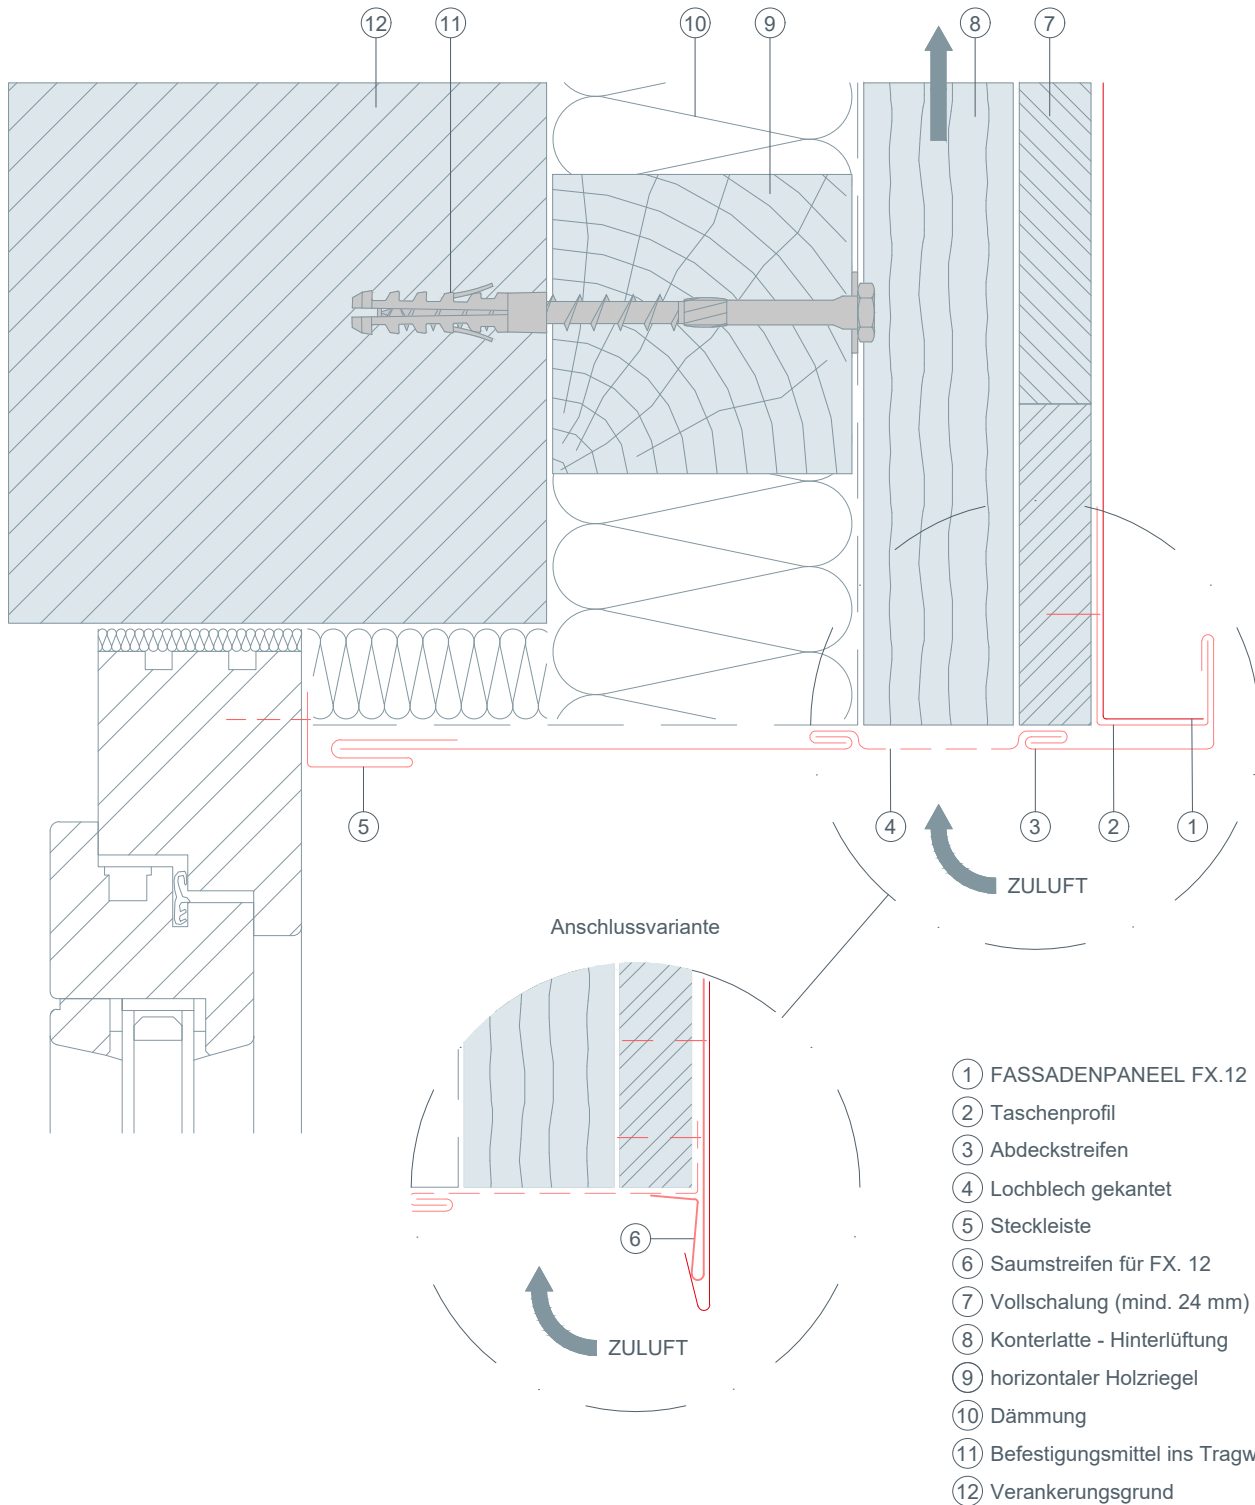 12 11 10 9 8 7
5 4 3 2 1
ZULUFT
Anschlussvariante
6
ZULUFT
1 FASSADENPANEEL FX.12
2 Taschenprofil
3 Abdeckstreifen
4 Lochblech gekantet
5 Steckleiste
6 Saumstreifen für FX. 12
7 Vollschalung (mind. 24 mm)
8 Konterlatte - Hinterlüftung
9 horizontaler Holzriegel
10 Dämmung
11 Befestigungsmittel ins Tragw
12 Verankerungsgrund